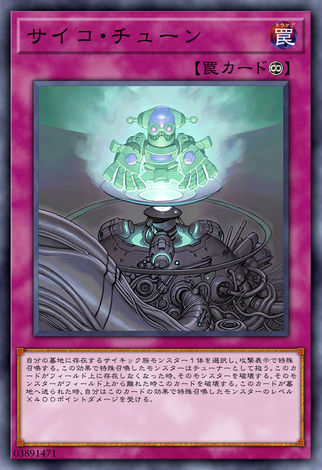 サイコ・チューン
トラップ
罠
【罠カード♾】
自分の墓地に存在するサイキック族モンスター1体を選択し、攻撃表示で特殊
召喚する。この効果で特殊召喚したモンスターはチューナーとして扱う。このカ
ードがフィールド上に存在しなくなった時、そのモンスターを破壊する。そのモ
ンスターがフィールド上から離れた時このカードを破壊する。このカードが墓
地へ送られた時、自分はこのカードの効果で特殊召喚したモンスターのレベル
×400ポイントダメージを受ける。
03891471